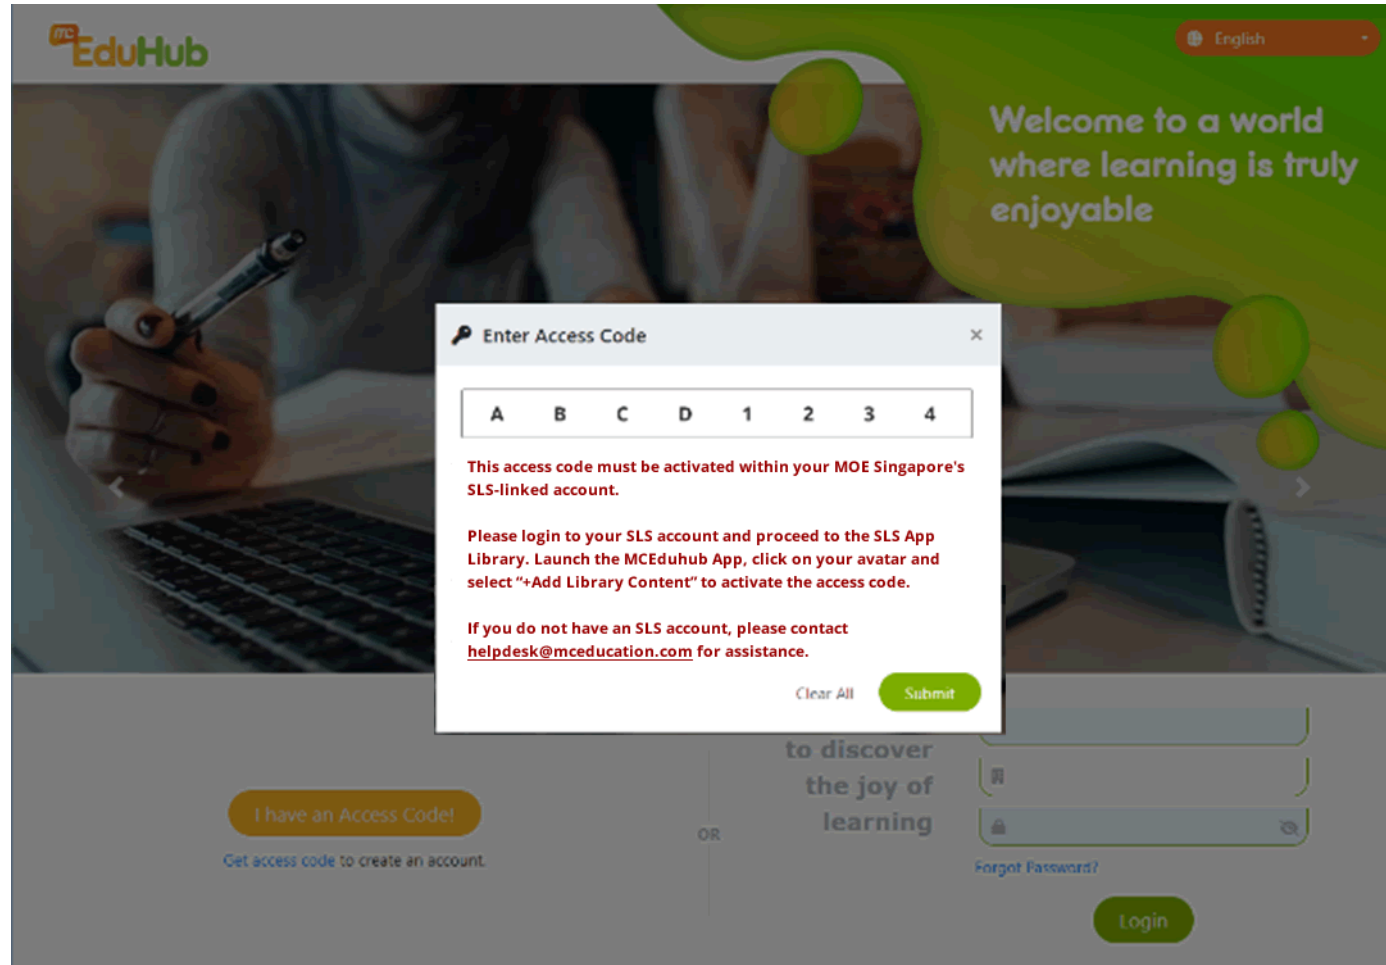 mc
EduHub
English
Welcome to a world
where learning is truly
enjoyable
Enter Access Code
×
A B C D 1 2 3 4
This access code must be activated within your MOE Singapore's
SLS-linked account.
Please login to your SLS account and proceed to the SLS App
Library. Launch the MCEduhub App, click on your avatar and
select “+Add Library Content” to activate the access code.
If you do not have an SLS account, please contact
helpdesk@mceducation.com for assistance.
Clear All
Submit
I have an Access Code!
Get access code to create an account.
OR
to discover
the joy of
learning
Forgot Password?
Login